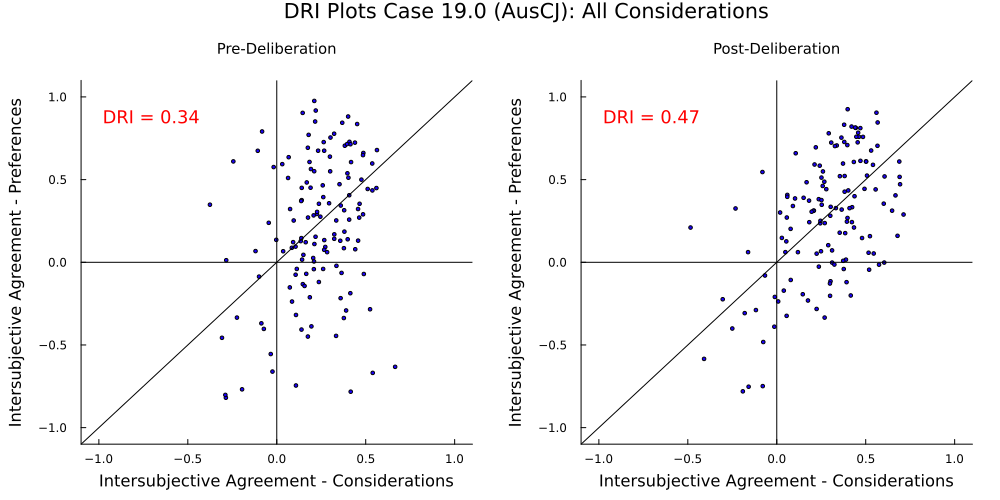 DRI Plots Case 19.0 (AusCJ): All Considerations
Pre-Deliberation
DRI = 0.34
Intersubjective Agreement - Preferences
1.0
0.5
0.0
−0.5
−1.0
−1.0 −0.5 0.0 0.5 1.0
Intersubjective Agreement - Considerations
Post-Deliberation
DRI = 0.47
Intersubjective Agreement - Preferences
1.0
0.5
0.0
−0.5
−1.0
−1.0 −0.5 0.0 0.5 1.0
Intersubjective Agreement - Considerations